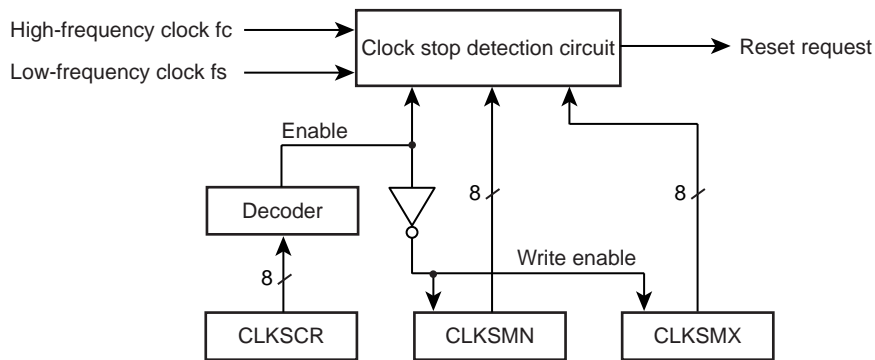 High-frequency clock fc
Low-frequency clock fs
Clock stop detection circuit
Reset request
Enable
Decoder
8
8
8
Write enable
CLKSCR
CLKSMN
CLKSMX